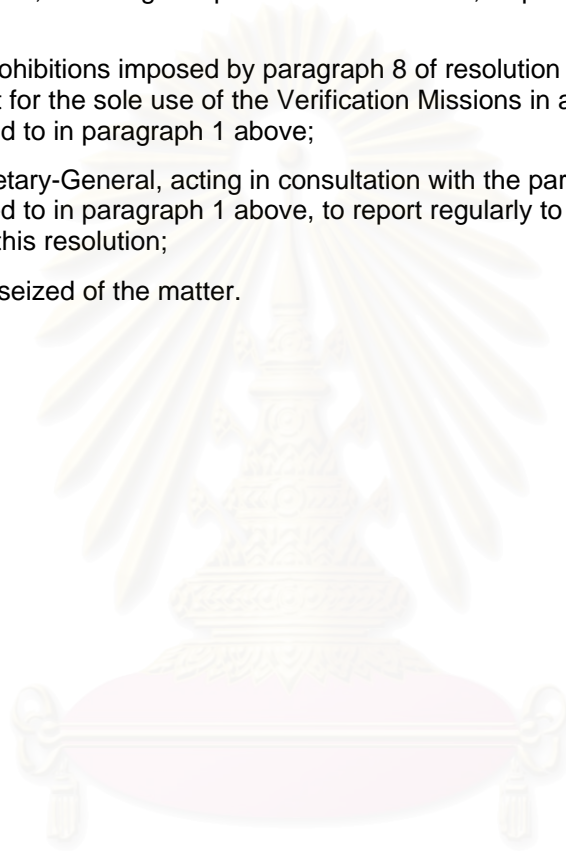 ohibitions imposed by paragraph 8 of resolution
t for the sole use of the Verification Missions in a
d to in paragraph 1 above;
etary-General, acting in consultation with the par
d to in paragraph 1 above, to report regularly to
this resolution;
seized of the matter.